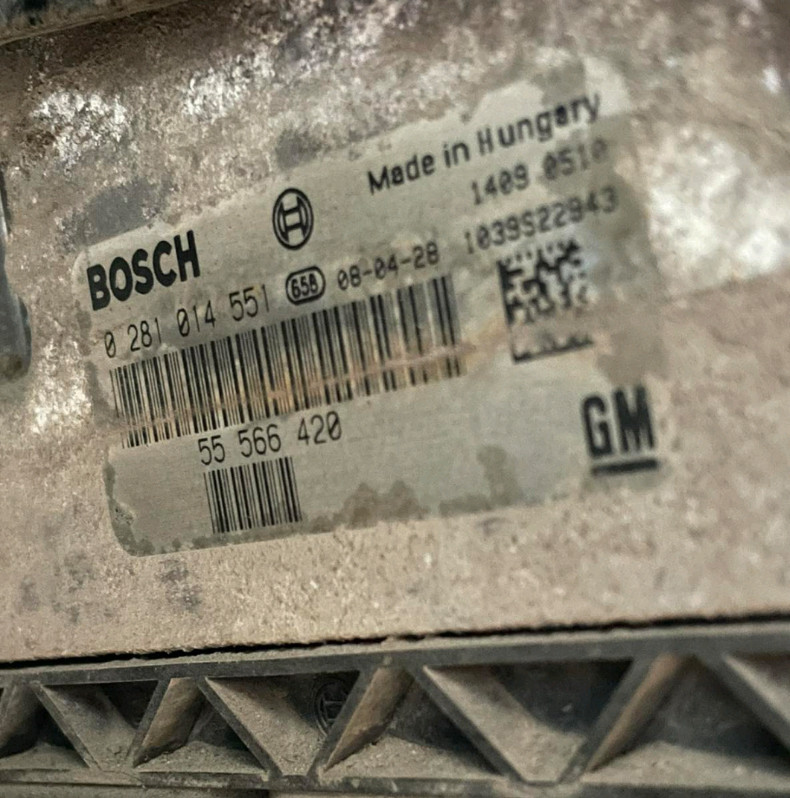 Made in Hungary
1409 0510
BOSCH
1039S22943
0 281 014 551 658 08-04-28
55 566 420
GM